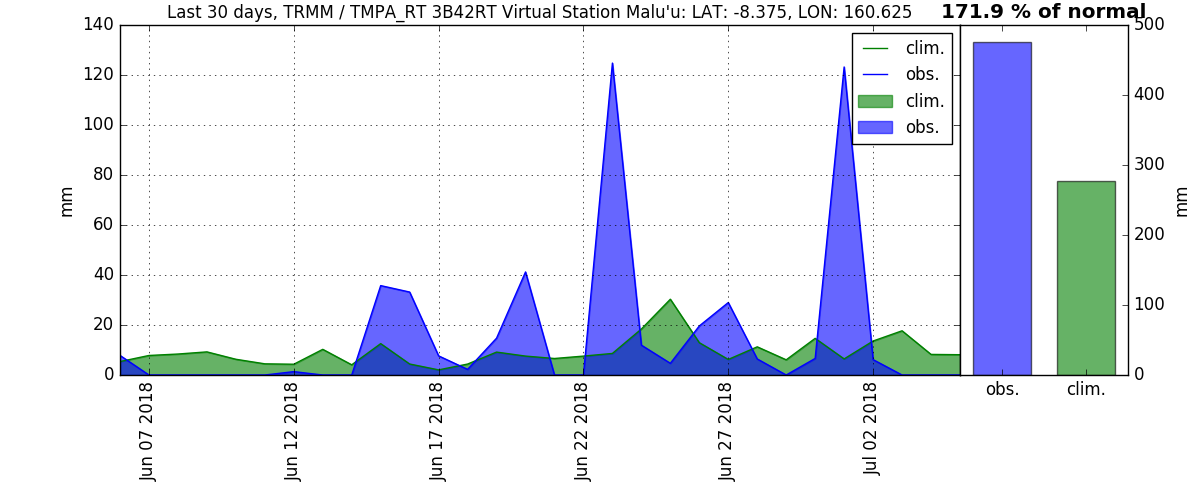 Last 30 days, TRMM / TMPA_RT 3B42RT Virtual Station Malu'u: LAT: -8.375, LON: 160.625
171.9 % of normal
140
120
100
80
60
40
20
0
mm
clim.
obs.
clim.
obs.
Jun 07 2018
Jun 12 2018
Jun 17 2018
Jun 22 2018
Jun 27 2018
Jul 02 2018
500
400
300
200
100
0
mm
obs.
clim.